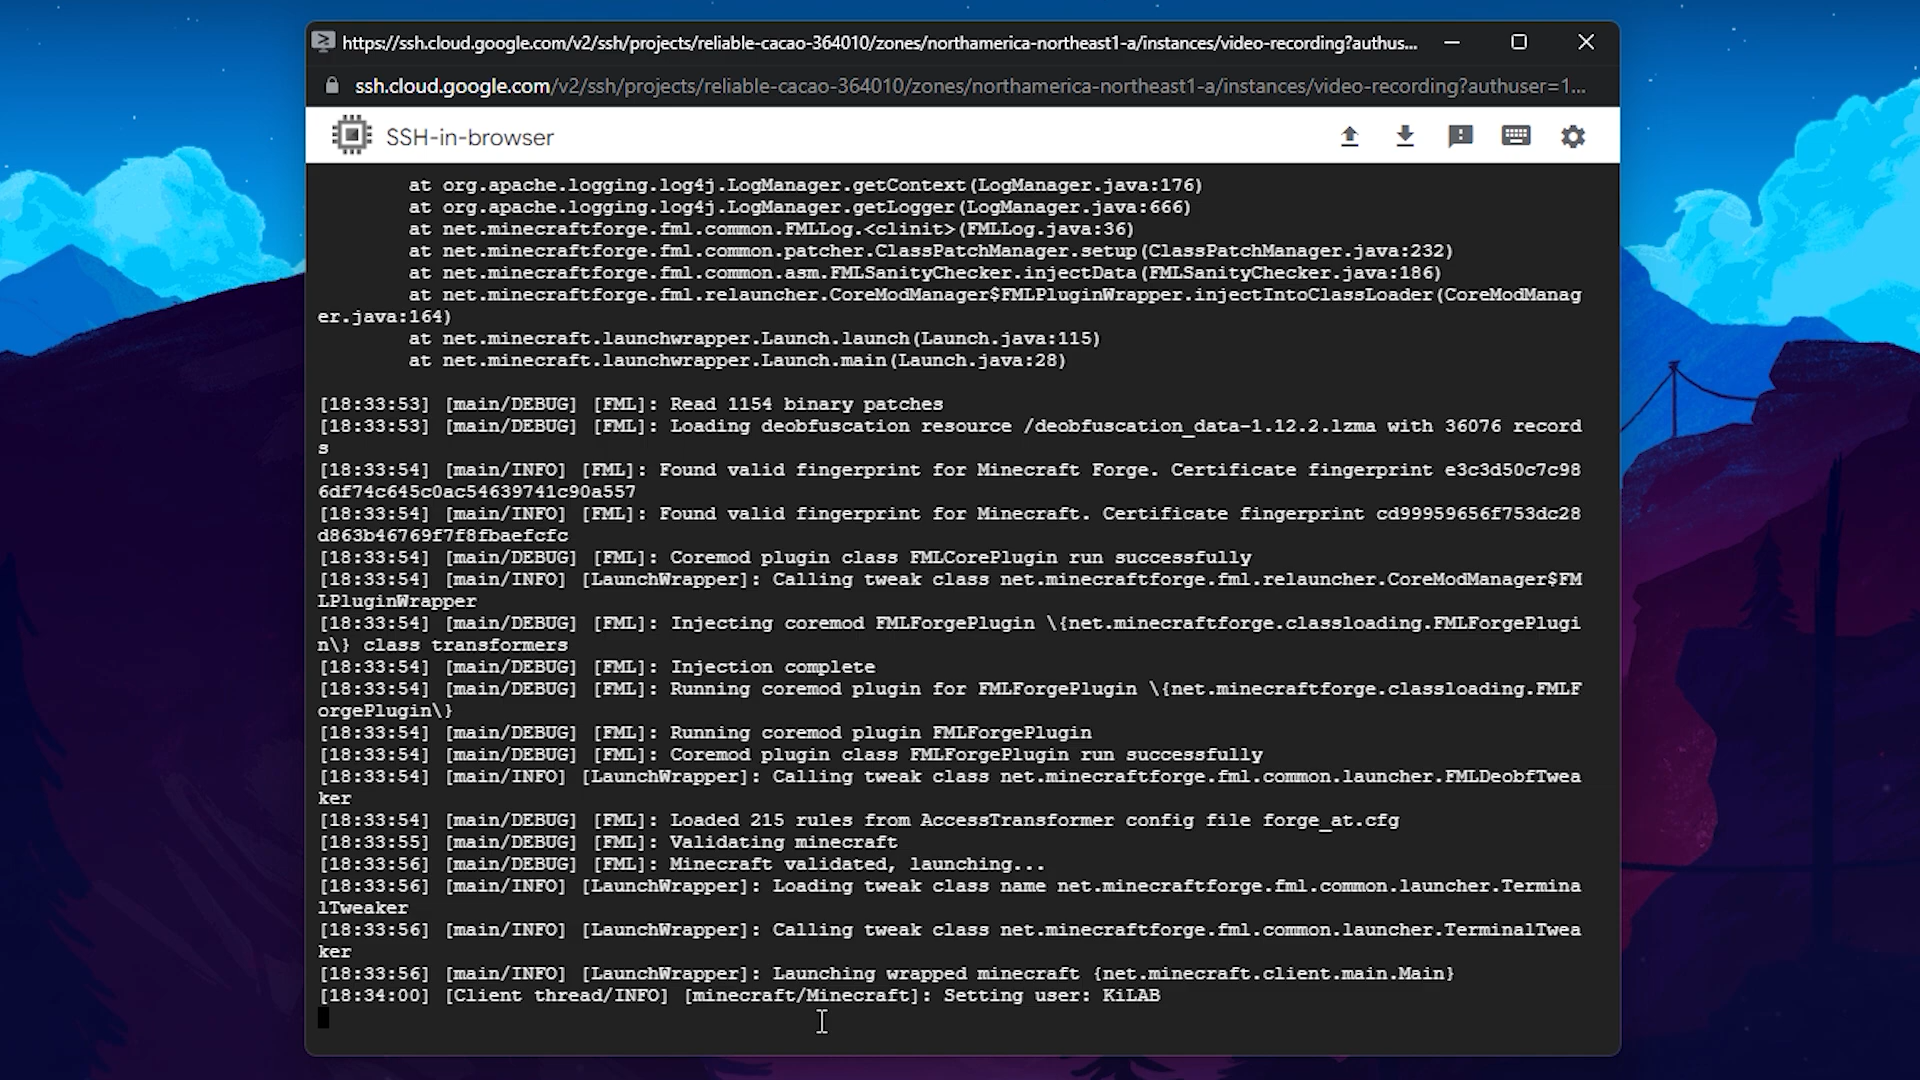 https://ssh.cloud.google.com/v2/ssh/projects/reliable-cacao-364010/zones/northamerica-northeast1-a/instances/video-recording?authus...
ssh.cloud.google.com/v2/ssh/projects/reliable-cacao-364010/zones/northamerica-northeast1-a/instances/video-recording?authuser=1...
SSH-in-browser
at org.apache.logging.log4j.LogManager.getContext(LogManager.java:176)
at org.apache.logging.log4j.LogManager.getLogger(LogManager.java:666)
at net.minecraftforge.fml.common.FMLLog.<clinit>(FMLLog.java:36)
at net.minecraftforge.fml.common.patcher.ClassPatchManager.setup(ClassPatchManager.java:232)
at net.minecraftforge.fml.common.asm.FMLSanityChecker.injectData(FMLSanityChecker.java:186)
at net.minecraftforge.fml.relauncher.CoreModManager$FMLPluginWrapper.injectIntoClassLoader(CoreModManag
er.java:164)
at net.minecraft.launchwrapper.Launch.launch(Launch.java:115)
at net.minecraft.launchwrapper.Launch.main(Launch.java:28)
[18:33:53] [main/DEBUG] [FML]: Read 1154 binary patches
[18:33:53] [main/DEBUG] [FML]: Loading deobfuscation resource /deobfuscation_data-1.12.2.lzma with 36076 record
s
[18:33:54] [main/INFO] [FML]: Found valid fingerprint for Minecraft Forge. Certificate fingerprint e3c3d50c7c98
6df74c645c0ac54639741c90a557
[18:33:54] [main/INFO] [FML]: Found valid fingerprint for Minecraft. Certificate fingerprint cd99959656f753dc28
d863b46769f7f8fbaefcfc
[18:33:54] [main/DEBUG] [FML]: Coremod plugin class FMLCorePlugin run successfully
[18:33:54] [main/INFO] [LaunchWrapper]: Calling tweak class net.minecraftforge.fml.relauncher.CoreModManager$FM
LPluginWrapper
[18:33:54] [main/DEBUG] [FML]: Injecting coremod FMLForgePlugin \{net.minecraftforge.classloading.FMLForgePlugi
n\} class transformers
[18:33:54] [main/DEBUG] [FML]: Injection complete
[18:33:54] [main/DEBUG] [FML]: Running coremod plugin for FMLForgePlugin \{net.minecraftforge.classloading.FMLF
orgePlugin\}
[18:33:54] [main/DEBUG] [FML]: Running coremod plugin FMLForgePlugin
[18:33:54] [main/DEBUG] [FML]: Coremod plugin class FMLForgePlugin run successfully
[18:33:54] [main/INFO] [LaunchWrapper]: Calling tweak class net.minecraftforge.fml.common.launcher.FMLDeobfTwea
ker
[18:33:54] [main/DEBUG] [FML]: Loaded 215 rules from AccessTransformer config file forge_at.cfg
[18:33:55] [main/DEBUG] [FML]: Validating minecraft
[18:33:56] [main/DEBUG] [FML]: Minecraft validated, launching...
[18:33:56] [main/INFO] [LaunchWrapper]: Loading tweak class name net.minecraftforge.fml.common.launcher.Termina
lTweaker
[18:33:56] [main/INFO] [LaunchWrapper]: Calling tweak class net.minecraftforge.fml.common.launcher.TerminalTwea
ker
[18:33:56] [main/INFO] [LaunchWrapper]: Launching wrapped minecraft {net.minecraft.client.main.Main}
[18:34:00] [Client thread/INFO] [minecraft/Minecraft]: Setting user: KiLAB